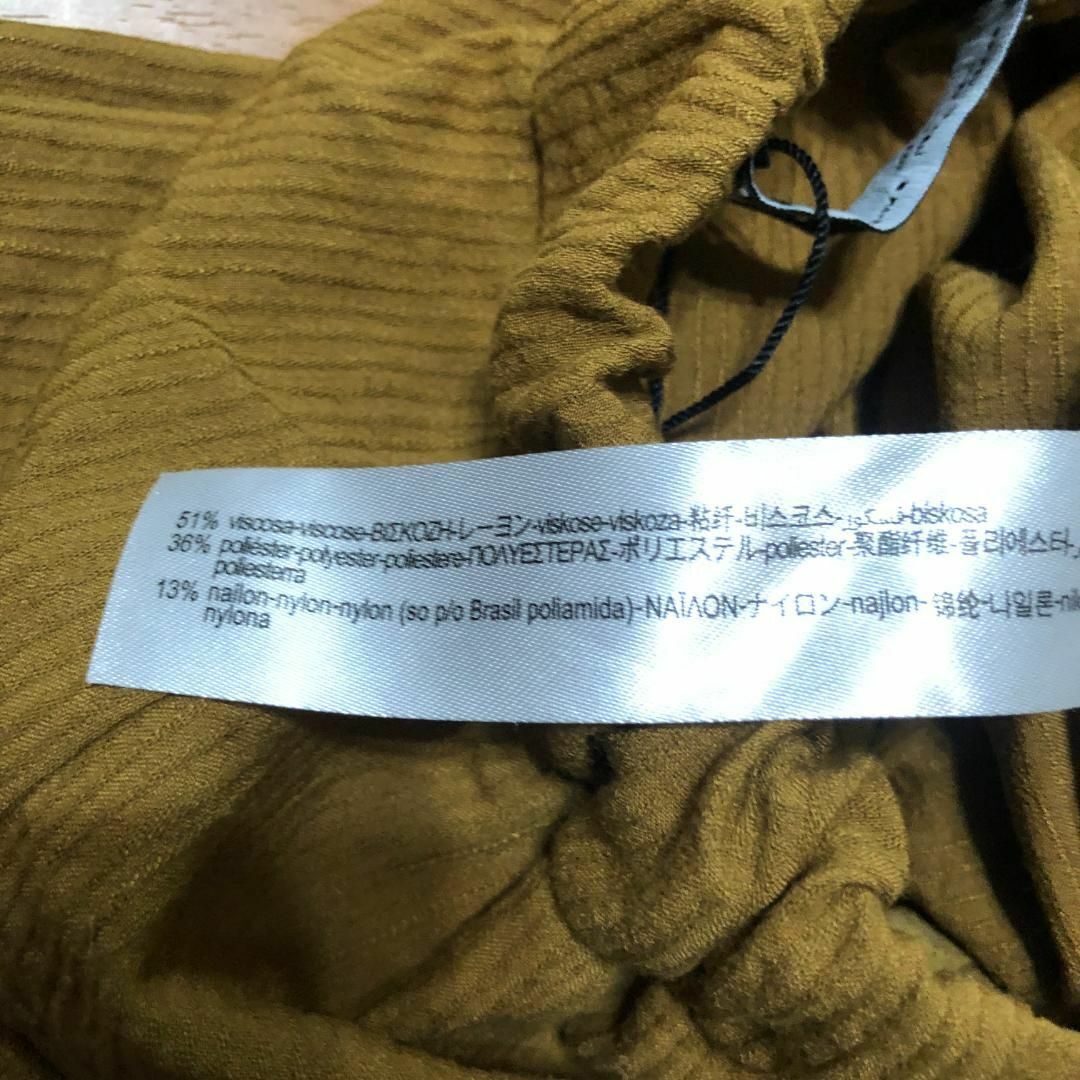 51% viscosa-viscose-ΒΙΣΚΟΖΗ-レーヨン-viskose-viskoza-粘纤-비스코스-biskosa
36% poliéster-polyester-poliestere-ΠΟΛΥΕΣΤΕΡΑΣ-ポリエステル-poliester-聚酯纤维-폴리에스타-
poliesterra
13% nailon-nylon-nylon (so p/o Brasil poliamida)-ΝΑΪΛΟΝ-ナイロン-najlon-锦纶-나일론-
nylona